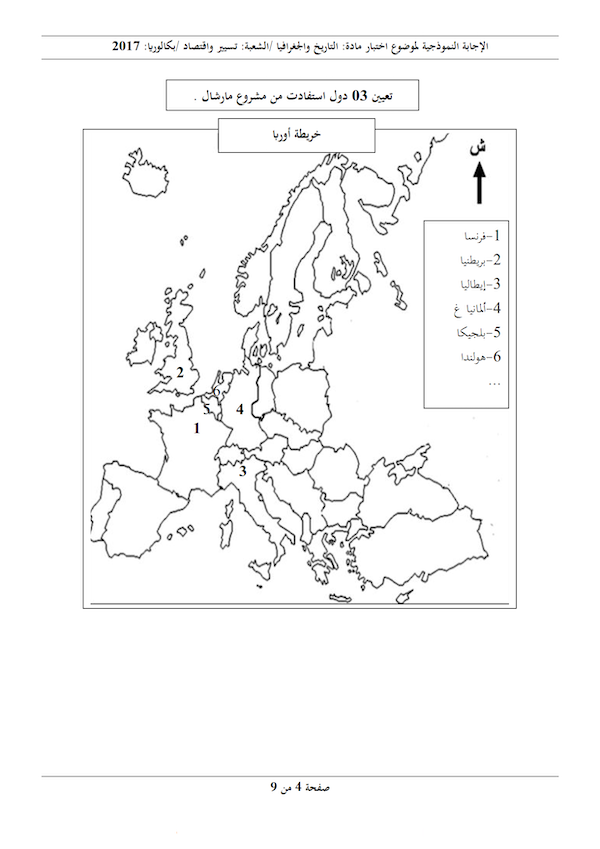 الإجابة النموذجية لموضوع اختبار مادة: التاريخ والجغرافيا /الشعبة: تسيير واقتصاد /بكالوريا: 2017
تعيين 03 دول استفادت من مشروع مارشال .
خريطة أوربا
ش
1-فرنسا
2-بريطنيا
3-إيطاليا
4-ألمانيا غ
5-بلجيكا
6-هولندا
...
2
6
5
4
1
3
صفحة 4 من 9